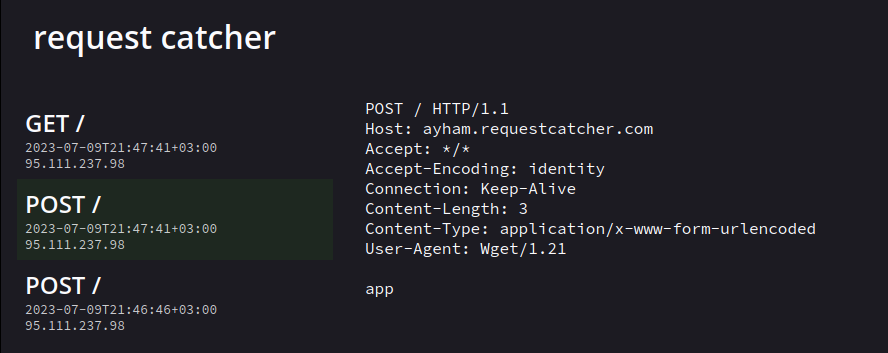 request catcher
GET /
2023-07-09T21:47:41+03:00
95.111.237.98
POST /
2023-07-09T21:47:41+03:00
95.111.237.98
POST /
2023-07-09T21:46:46+03:00
95.111.237.98
POST / HTTP/1.1
Host: ayham.requestcatcher.com
Accept: */*
Accept-Encoding: identity
Connection: Keep-Alive
Content-Length: 3
Content-Type: application/x-www-form-urlencoded
User-Agent: Wget/1.21
app